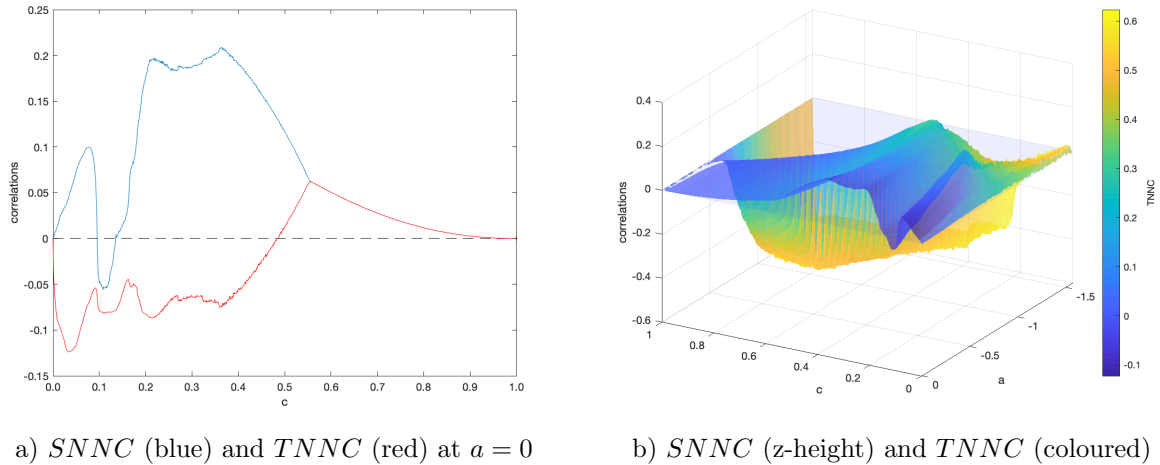 0.25
0.2
0.15
0.1
0.05
0
-0.05
-0.1
-0.15
correlations
0.0 0.1 0.2 0.3 0.4 0.5 0.6 0.7 0.8 0.9 1.0
c
0.4
0.2
0
-0.2
-0.4
-0.6
correlations
1 0.8 0.6 0.4 0.2 0
c
0 -0.5 -1 -1.5
a
0.6
0.5
0.4
0.3
0.2
0.1
0
-0.1
TNNC
a) SNNC (blue) and TNNC (red) at a = 0
b) SNNC (z-height) and TNNC (coloured)